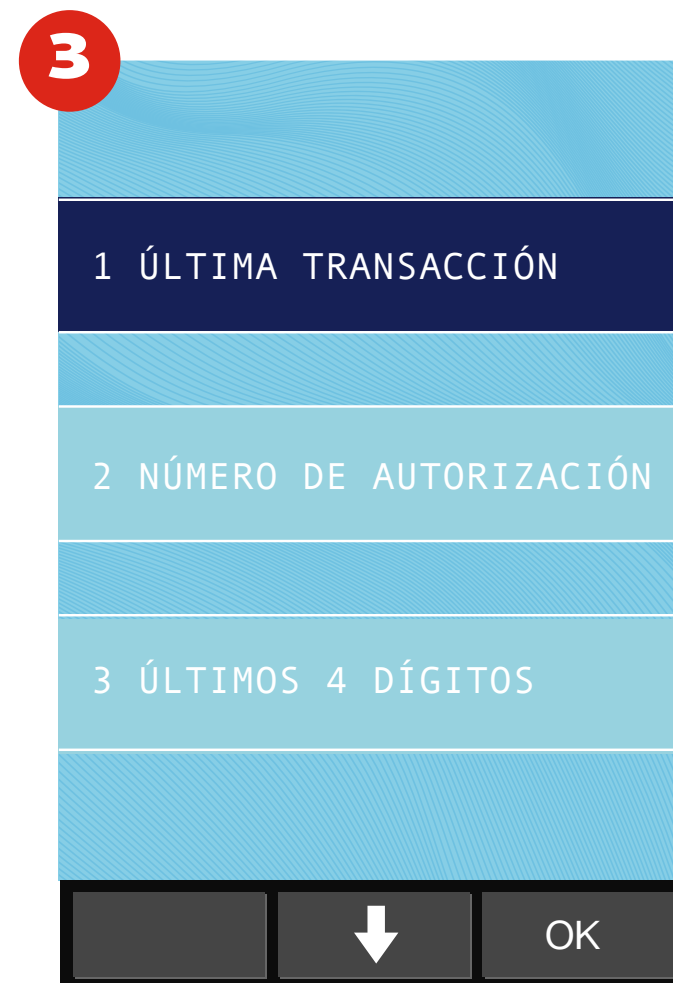 3
1 ÚLTIMA TRANSACCIÓN
2 NÚMERO DE AUTORIZACIÓN
3 ÚLTIMOS 4 DÍGITOS
OK